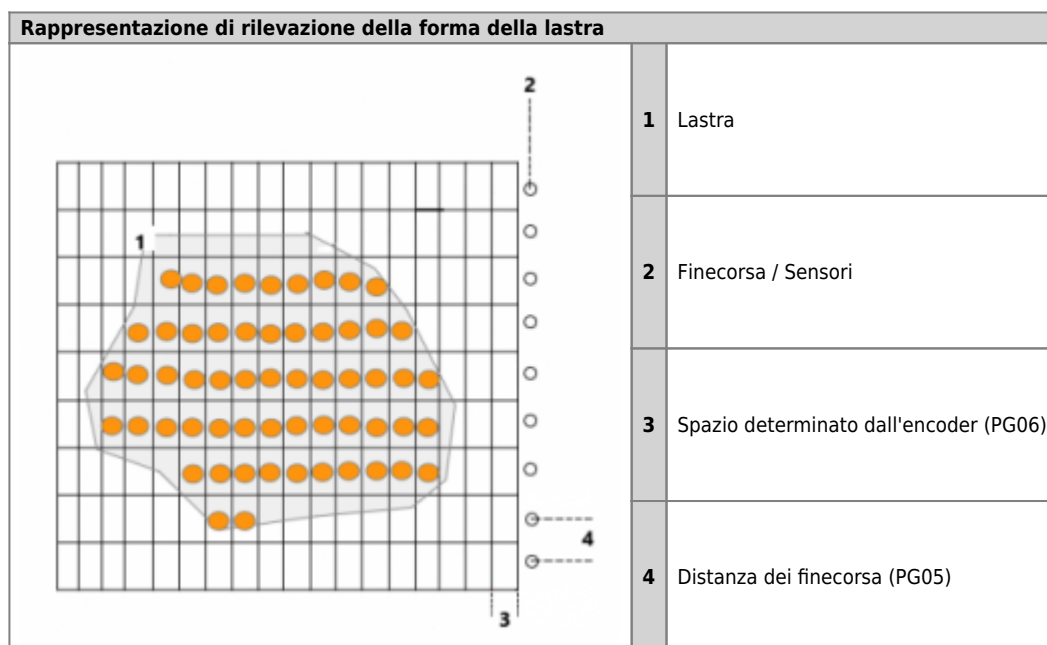 Rappresentazione di rilevazione della forma della lastra
2
1
4
3
1 Lastra
2 Finecorsa / Sensori
3 Spazio determinato dall'encoder (PG06)
4 Distanza dei finecorsa (PG05)